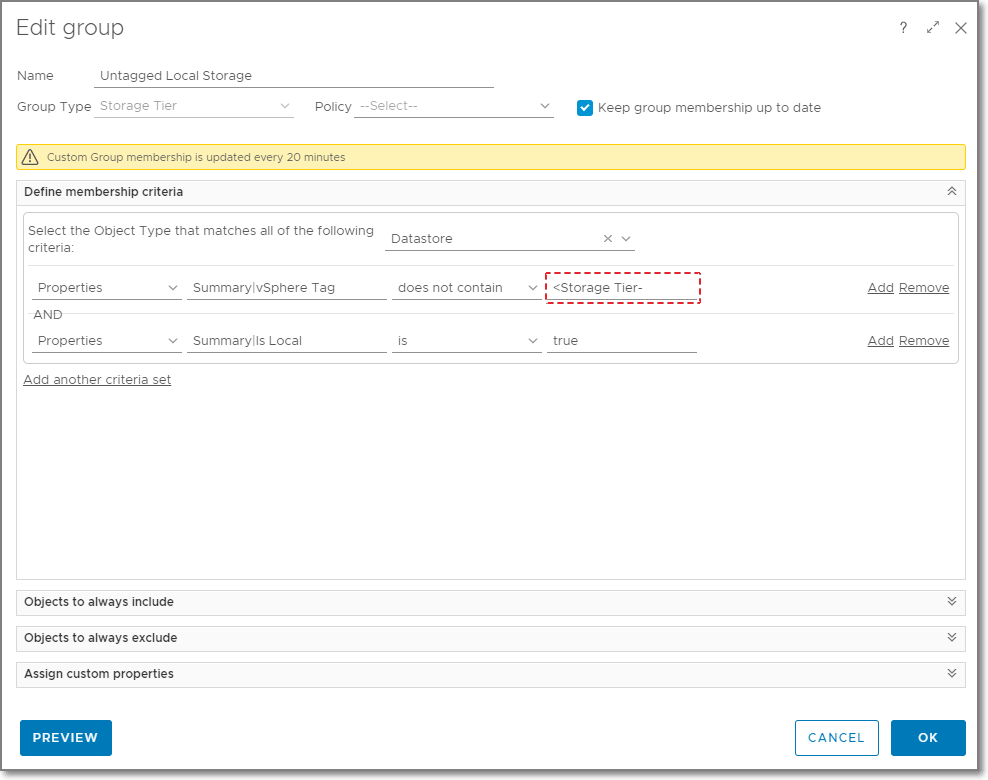 Edit group
?
Name Untagged Local Storage
Group Type Storage Tier Policy --Select-- Keep group membership up to date
Custom Group membership is updated every 20 minutes
Define membership criteria
Select the Object Type that matches all of the following
criteria:
Datastore
Properties Summary|vSphere Tag does not contain <Storage Tier- Add Remove
AND
Properties Summary|Is Local is true Add Remove
Add another criteria set
Objects to always include
Objects to always exclude
Assign custom properties
PREVIEW CANCEL OK